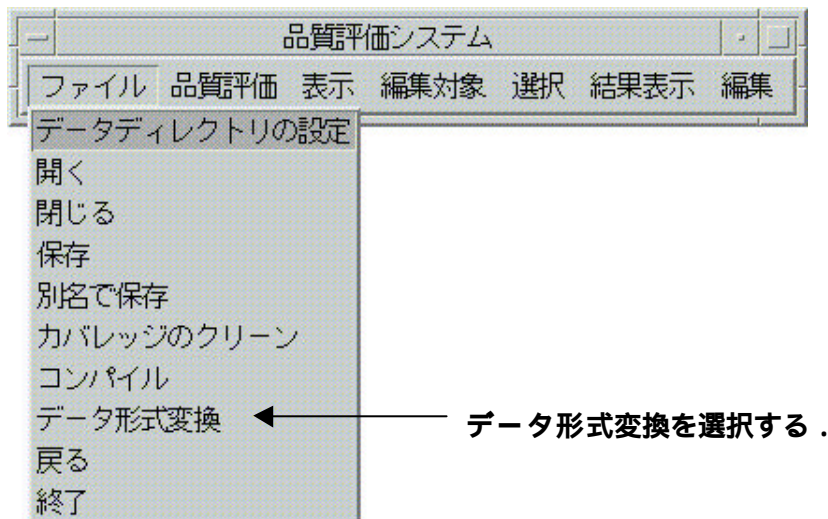 品質評価システム
ファイル 品質評価 表示 編集対象 選択 結果表示 編集
データディレクトリの設定
開く
閉じる
保存
別名で保存
カバレッジのクリーン
コンパイル
データ形式変換
データ形式変換を選択する．
戻る
終了